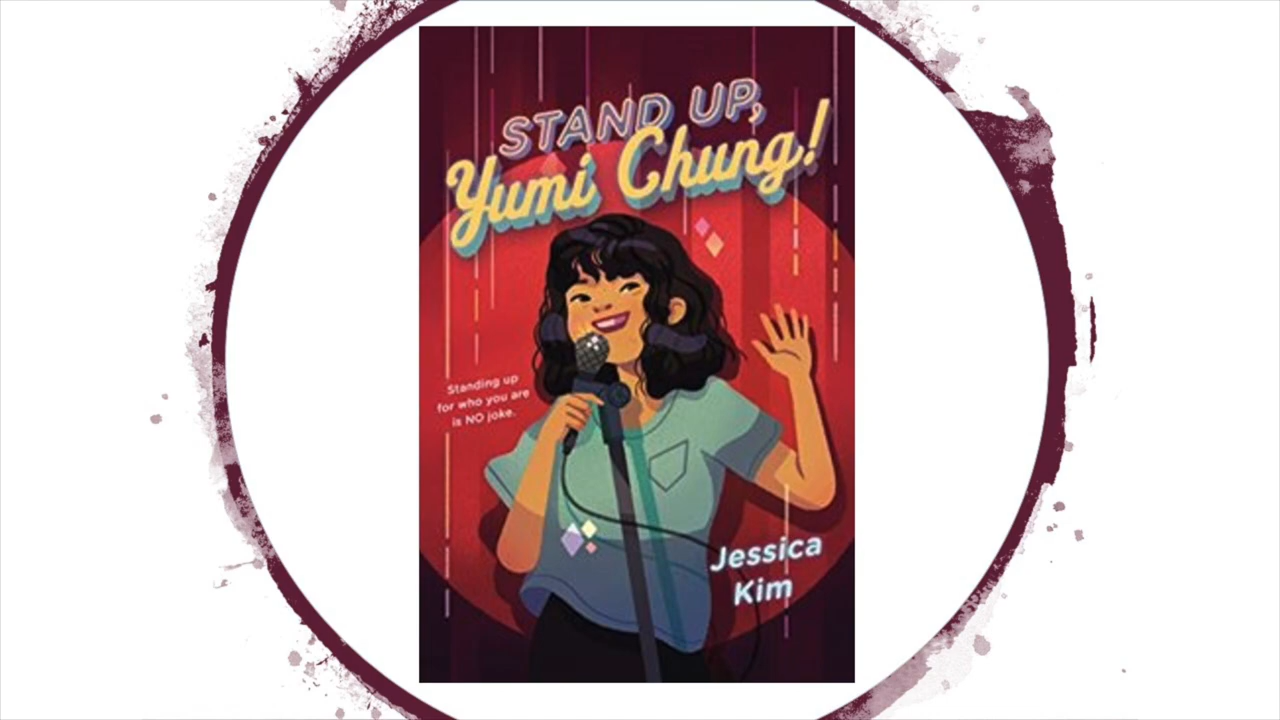 STAND UP,
Yumi Chung!
Standing up
for who you are
is NO joke.
Jessica
Kim